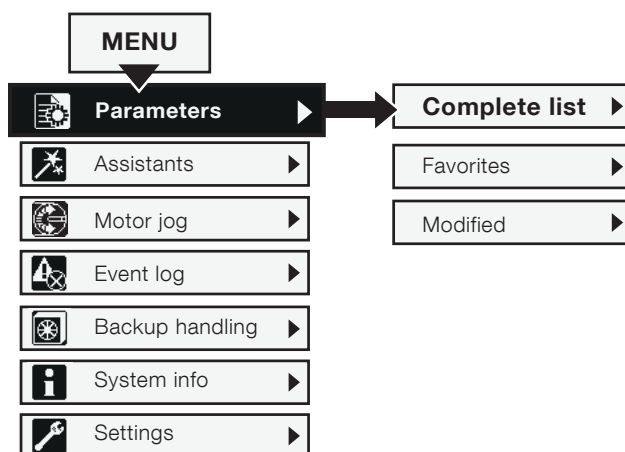 MENU
Parameters
Assistants
Motor jog
Event log
Backup handling
System info
Settings
Complete list
Favorites
Modified